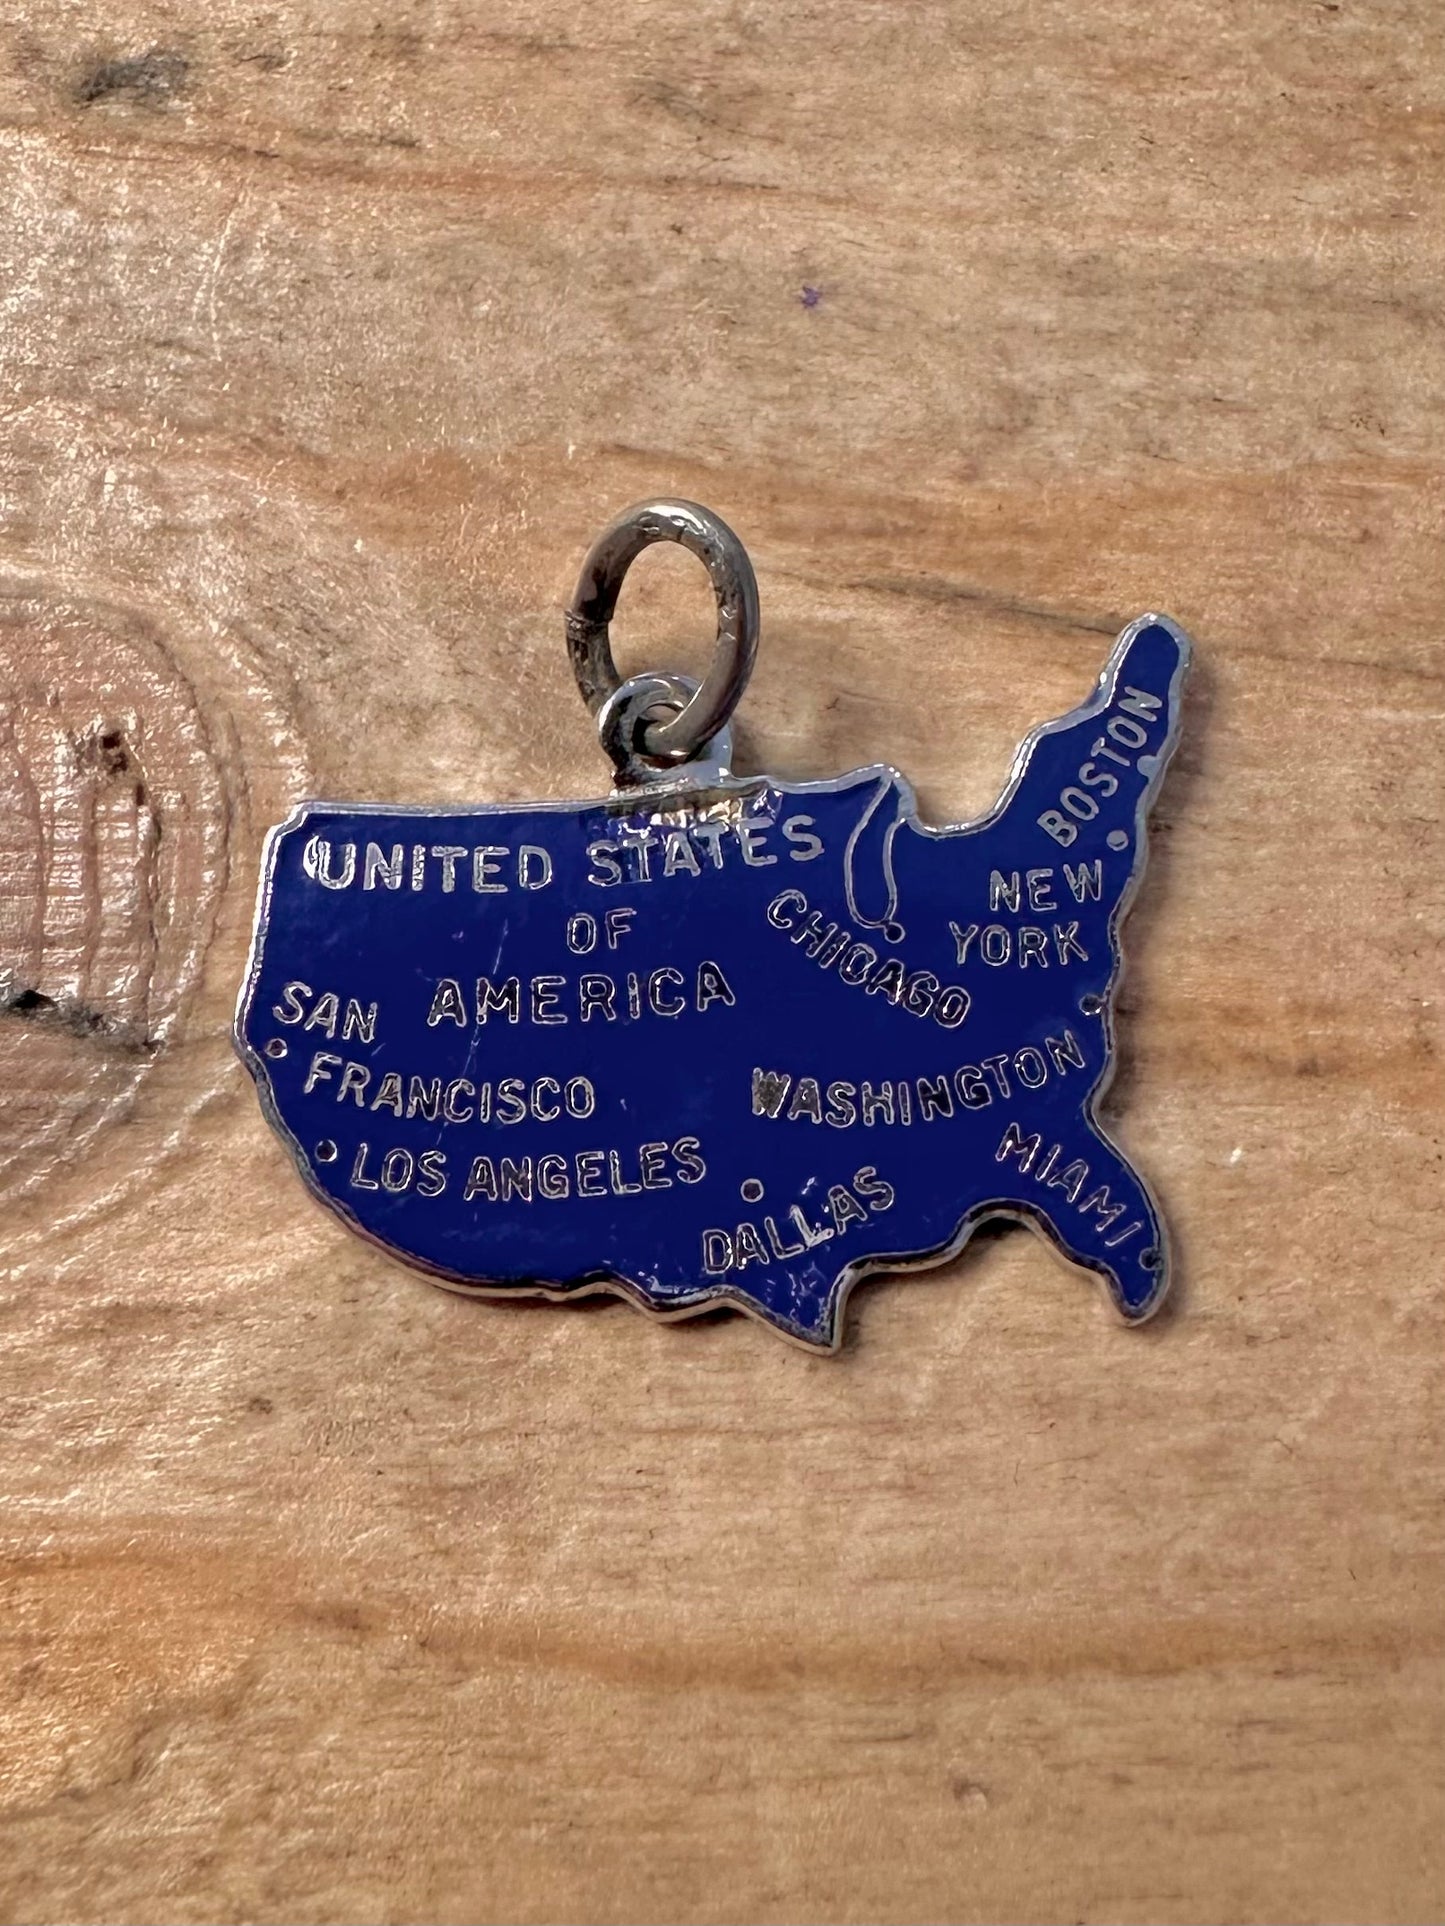 UNITED STATES
OF
AMERICA
BOSTON
NEW
YORK
CHICAGO
SAN
FRANCISCO
WASHINGTON
LOS ANGELES
MIAMI
DALLAS